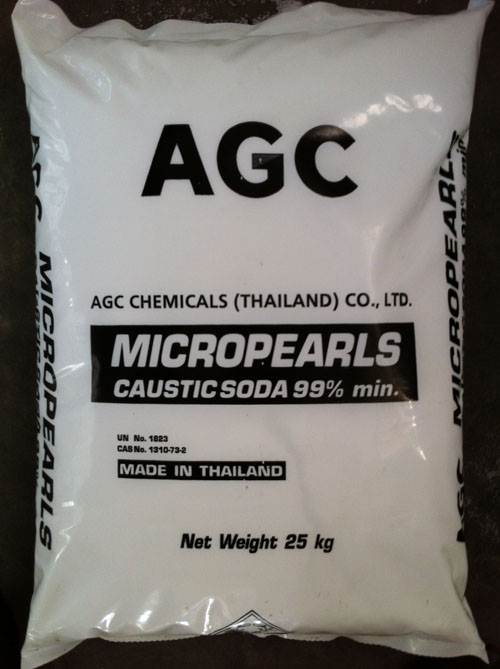 AGC
AGC CHEMICALS (THAILAND) CO., LTD.
MICROPEARLS
CAUSTIC SODA 99% min.
UN No. 1823
CAS No. 1310-73-2
MADE IN THAILAND
Net Weight 25 kg
AGC MICROPEARLS
AGC MICROPEARLS